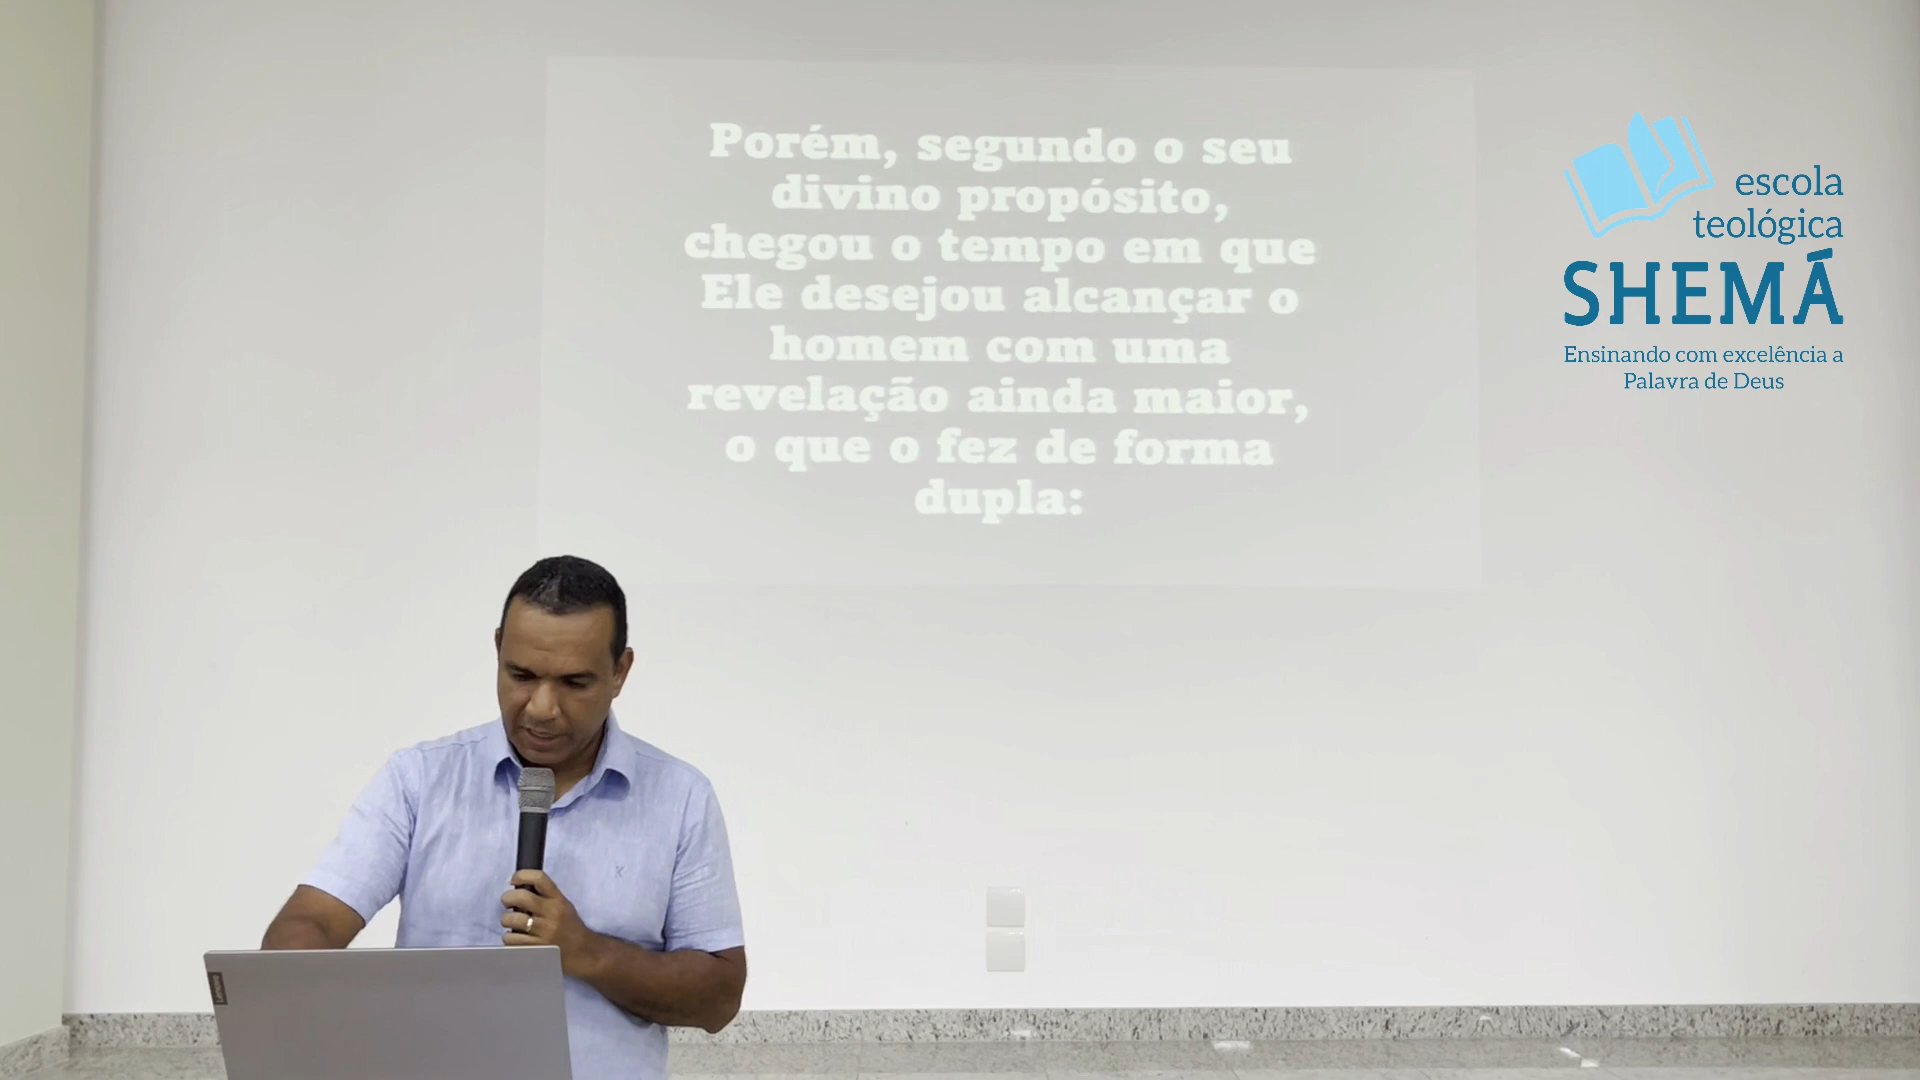 Porém, segundo o seu
divino propósito,
chegou o tempo em que
Ele desejou alcançar o
homem com uma
revelação ainda maior,
o que o fez de forma
dupla:
escola
teológica
SHEMÁ
Ensinando com excelência a
Palavra de Deus
Lenovo